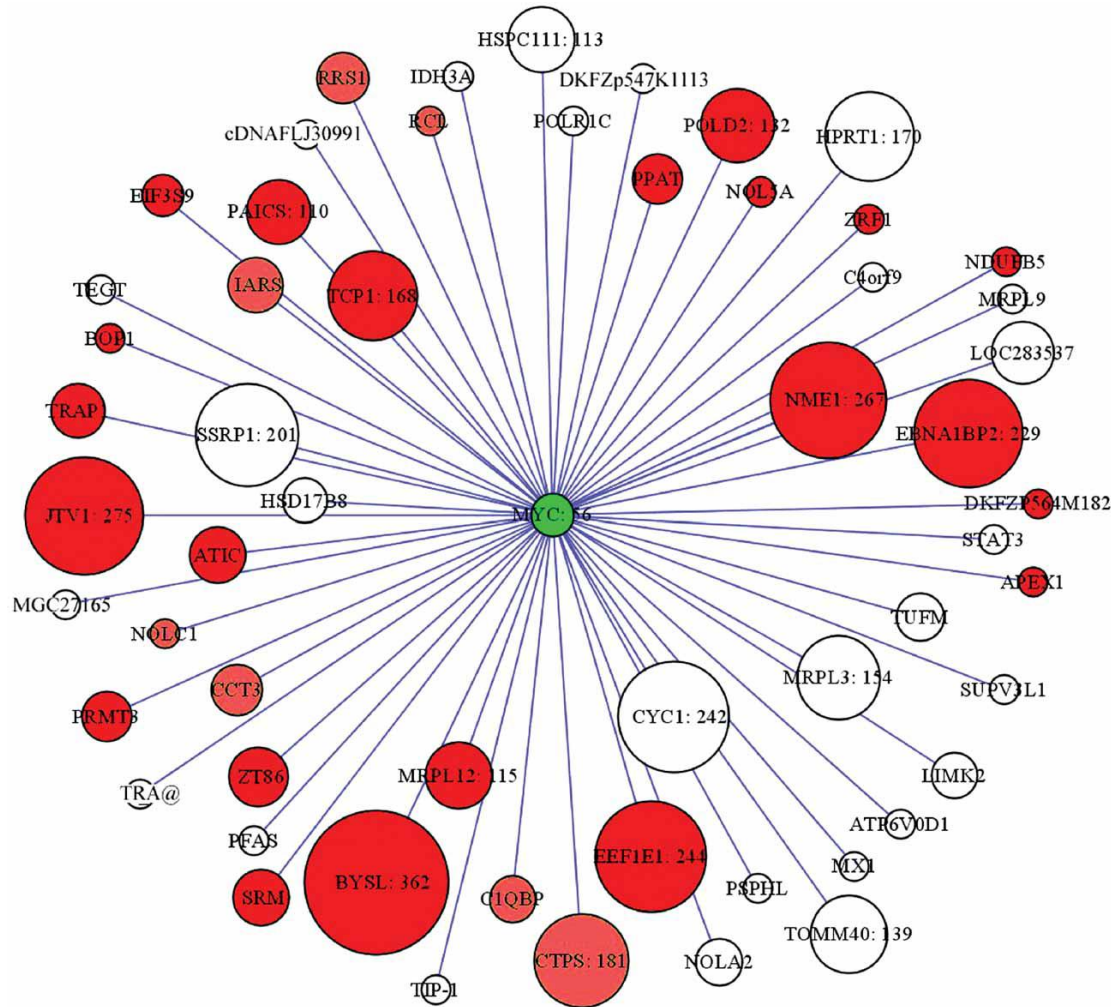 HSPC111: 113
RRS1
IDH3A
DKFZp547K1113
RCL
POLR1C
POLD2: 132
HPRT1: 170
cDNAFLJ30991
PPAT
NOL5A
EIF3S9
PAICS: 110
ZRF1
NDUFB5
TEGT
IARS
TCP1: 168
C4orf9
MRPL9
BOP1
LOC283537
TRAP1
SSRP1: 201
NME1: 267
EBNA1BP2: 229
HSD17B8
DKFZP564M182
JTV1: 275
MYC: 56
STAT3
ATIC
APEX1
MGC27165
TUFM
NOLC1
MRPL3: 154
SUPV3L1
CCT3
PRMT3
CYC1: 242
ZT86
MRPL12: 115
LIMK2
TRA@
ATP6V0D1
PFAS
EEF1E1: 244
MX1
BYSL: 362
PSPHL
SRM
C1QBP
TOMM40: 139
CTPS: 181
NOLA2
TIP-1